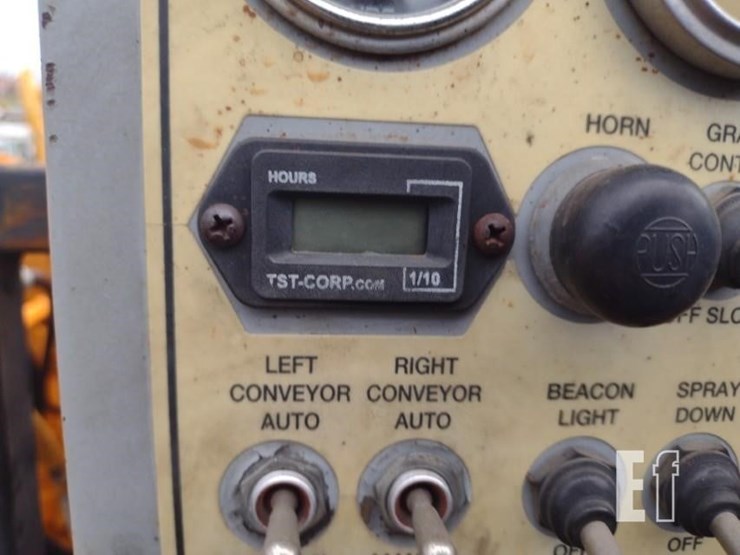 HOURS
TST-CORP.COM
1/10
HORN
PUSH
LEFT
CONVEYOR
AUTO
RIGHT
CONVEYOR
AUTO
BEACON
LIGHT
SPRAY
DOWN
OFF
Ef